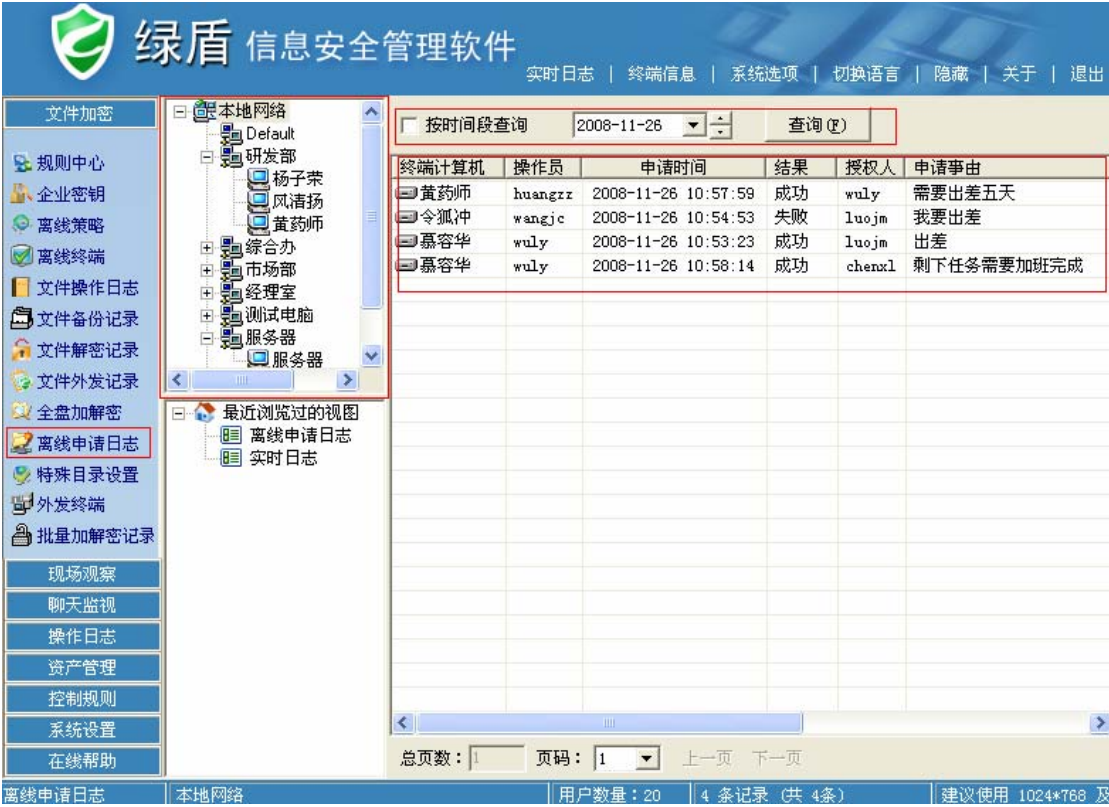 绿盾 信息安全管理软件
实时日志 | 终端信息 | 系统选项 | 切换语言 | 隐藏 | 关于 | 退出
文件加密
规则中心
企业密钥
离线策略
离线终端
文件操作日志
文件备份记录
文件解密记录
文件外发记录
全盘加解密
离线申请日志
特殊目录设置
外发终端
批量加解密记录
现场观察
聊天监视
操作日志
资产管理
控制规则
系统设置
在线帮助
本地网络
Default
研发部
杨子荣
风清扬
黄药师
综合办
市场部
经理室
测试电脑
服务器
服务器
最近浏览过的视图
离线申请日志
实时日志
按时间段查询 2008-11-26 查询(F)
终端计算机 操作员 申请时间 结果 授权人 申请事由
黄药师 huangzz 2008-11-26 10:57:59 成功 wuly 需要出差五天
令狐冲 wangjc 2008-11-26 10:54:53 失败 luojm 我要出差
慕容华 wuly 2008-11-26 10:53:23 成功 luojm 出差
慕容华 wuly 2008-11-26 10:58:14 成功 chenxl 剩下任务需要加班完成
总页数：1 页码：1 上一页 下一页
离线申请日志 本地网络 用户数量：20 4 条记录 (共 4条) 建议使用 1024*768 及